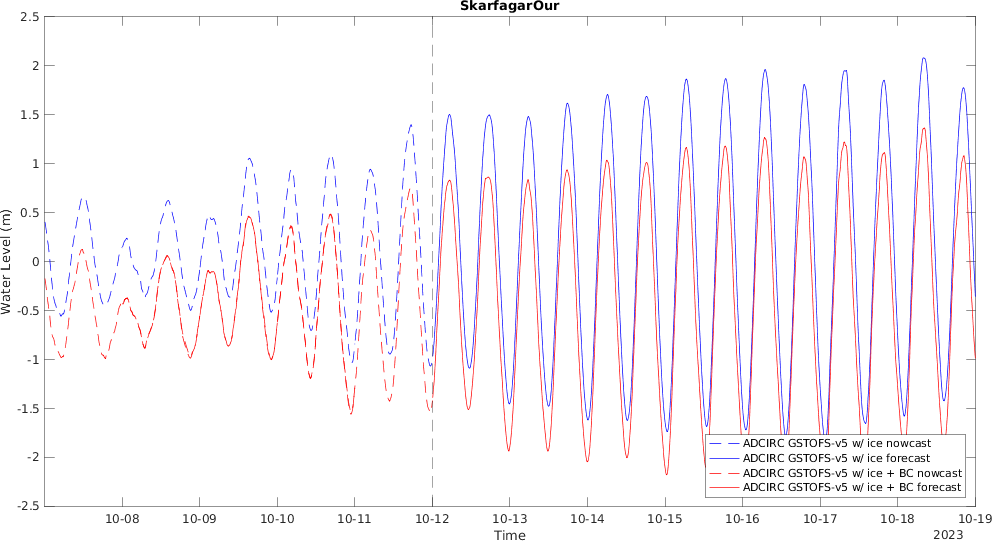 SkarfagarOur
2.5
2
1.5
1
0.5
0
-0.5
-1
-1.5
-2
-2.5
Water Level (m)
ADCIRC GSTOFS-v5 w/ ice nowcast
ADCIRC GSTOFS-v5 w/ ice forecast
ADCIRC GSTOFS-v5 w/ ice + BC nowcast
ADCIRC GSTOFS-v5 w/ ice + BC forecast
10-08 10-09 10-10 10-11 10-12 10-13 10-14 10-15 10-16 10-17 10-18 10-19
Time
2023